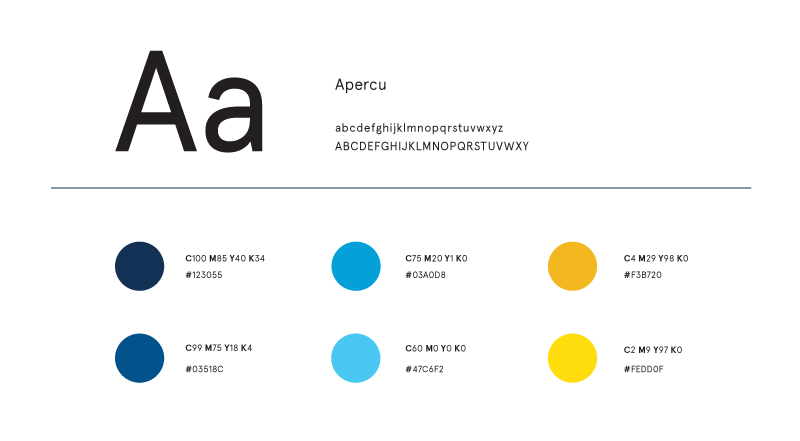 Aa
Apercu
abcdefghijklmnopqrstuvwxyz
ABCDEFGHIJKLMNOPQRSTUVWXY
C100 M85 Y40 K34
#123055
C75 M20 Y1 K0
#03A0D8
C4 M29 Y98 K0
#F3B720
C99 M75 Y18 K4
#03518C
C60 M0 Y0 K0
#47C6F2
C2 M9 Y97 K0
#FEDD0F